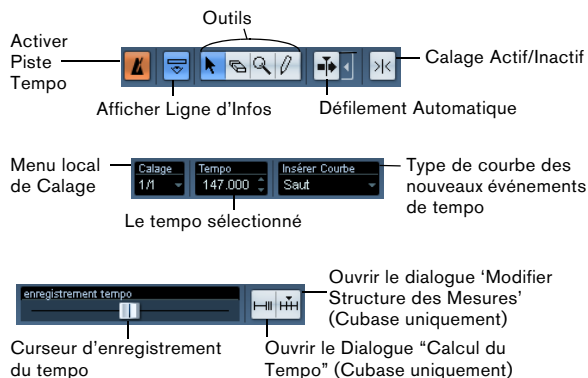 Outils
Activer
Piste
Tempo
Calage Actif/Inactif
Afficher Ligne d'Infos
Défilement Automatique
Menu local
de Calage
Calage
1/1
Tempo
147.000
Insérer Courbe
Saut
Type de courbe des
nouveaux événements
de tempo
Le tempo sélectionné
enregistrement tempo
Ouvrir le dialogue 'Modifier
Structure des Mesures'
(Cubase uniquement)
Curseur d'enregistrement
du tempo
Ouvrir le Dialogue "Calcul du
Tempo" (Cubase uniquement)